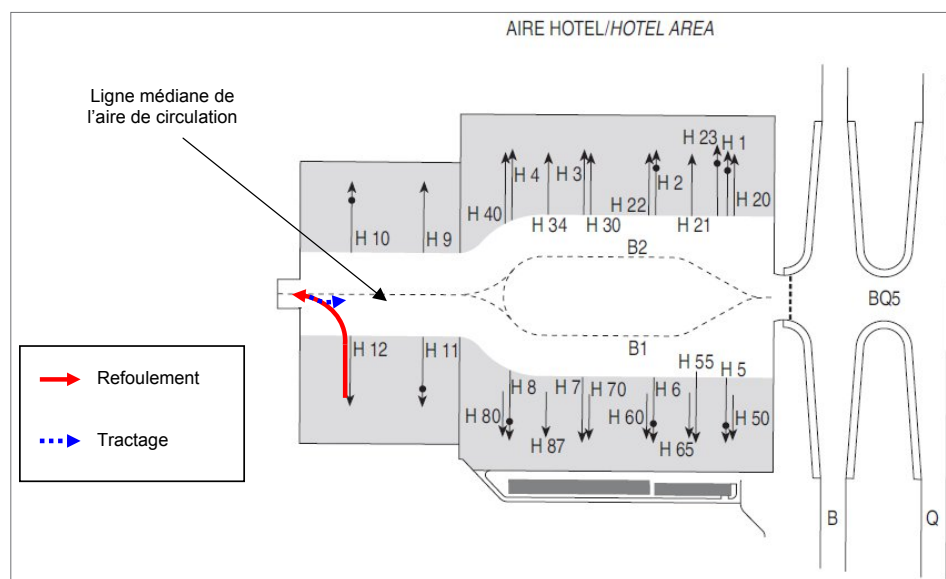 AIRE HOTEL/HOTEL AREA
Ligne médiane de
l'aire de circulation
H 23
H 1
H 4
H 3
H 2
H 40
H 34
H 30
H 22
H 21
H 20
H 10
H 9
B2
BQ5
B1
H 12
H 11
H 8
H 7
H 70
H 6
H 55
H 5
H 80
H 87
H 60
H 65
H 50
Refoulement
Tractage
B
Q